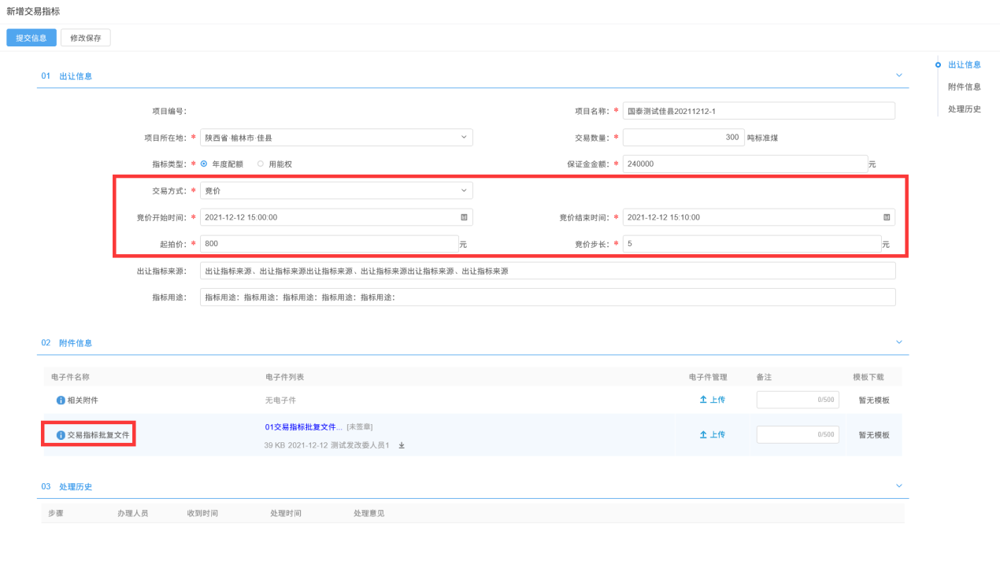 新增交易指标
提交信息 修改保存
01 出让信息
出让信息
附件信息
处理历史
项目编号: 项目名称: * 国泰测试佳县20211212-1
项目所在地: * 陕西省·榆林市·佳县 交易数量: * 300 吨标准煤
指标类型: * 年度配额 用能权 保证金金额: * 240000 元
交易方式: * 竞价
竞价开始时间: * 2021-12-12 15:00:00 竞价结束时间: * 2021-12-12 15:10:00
起拍价: * 800 元 竞价步长: * 5 元
出让指标来源: 出让指标来源、出让指标来源出让指标来源、出让指标来源出让指标来源、出让指标来源
指标用途: 指标用途: 指标用途: 指标用途: 指标用途: 指标用途:
02 附件信息
电子件名称 电子件列表 电子件管理 备注 模板下载
相关附件 无电子件 上传 0/500 暂无模板
交易指标批复文件 01交易指标批复文件... [未签章] 上传 0/500 暂无模板
39 KB 2021-12-12 测试发改委人员1
03 处理历史
步骤 办理人员 收到时间 处理时间 处理意见